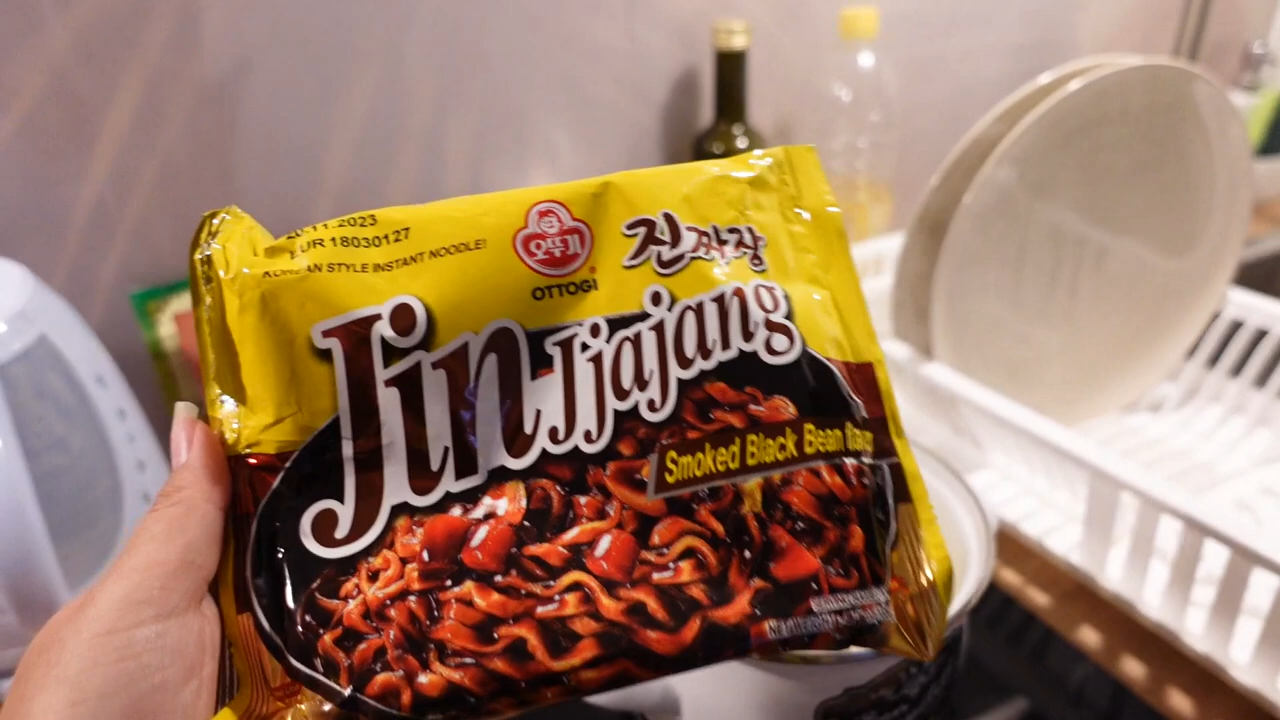 .11.2023
UR 18030127
KOREAN STYLE INSTANT NOODLE!
오뚜기
OTTOGI
진짜장
Jin Jjajang
Smoked Black Bean